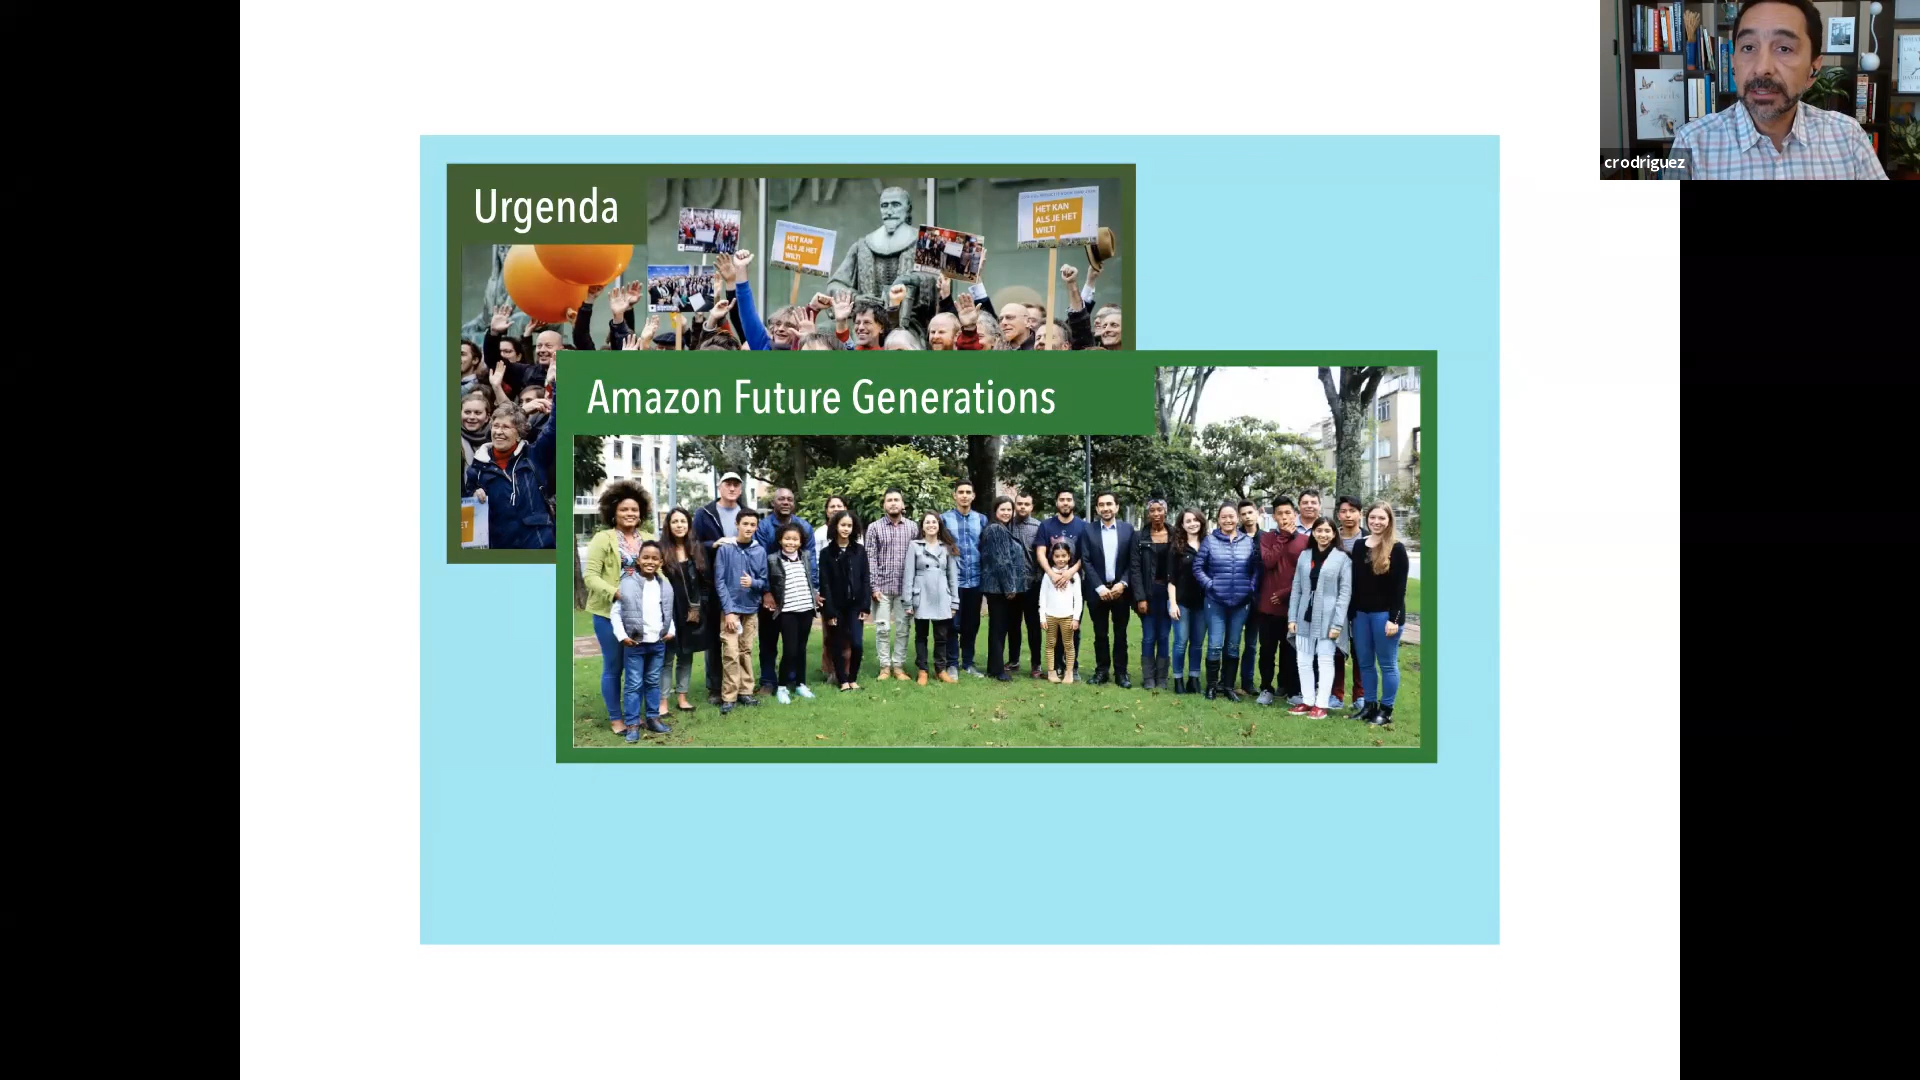 Urgenda
HET KAN
ALS JE HET
WILT!
HET KAN
ALS JE HET
WILT!
Amazon Future Generations
crodriguez